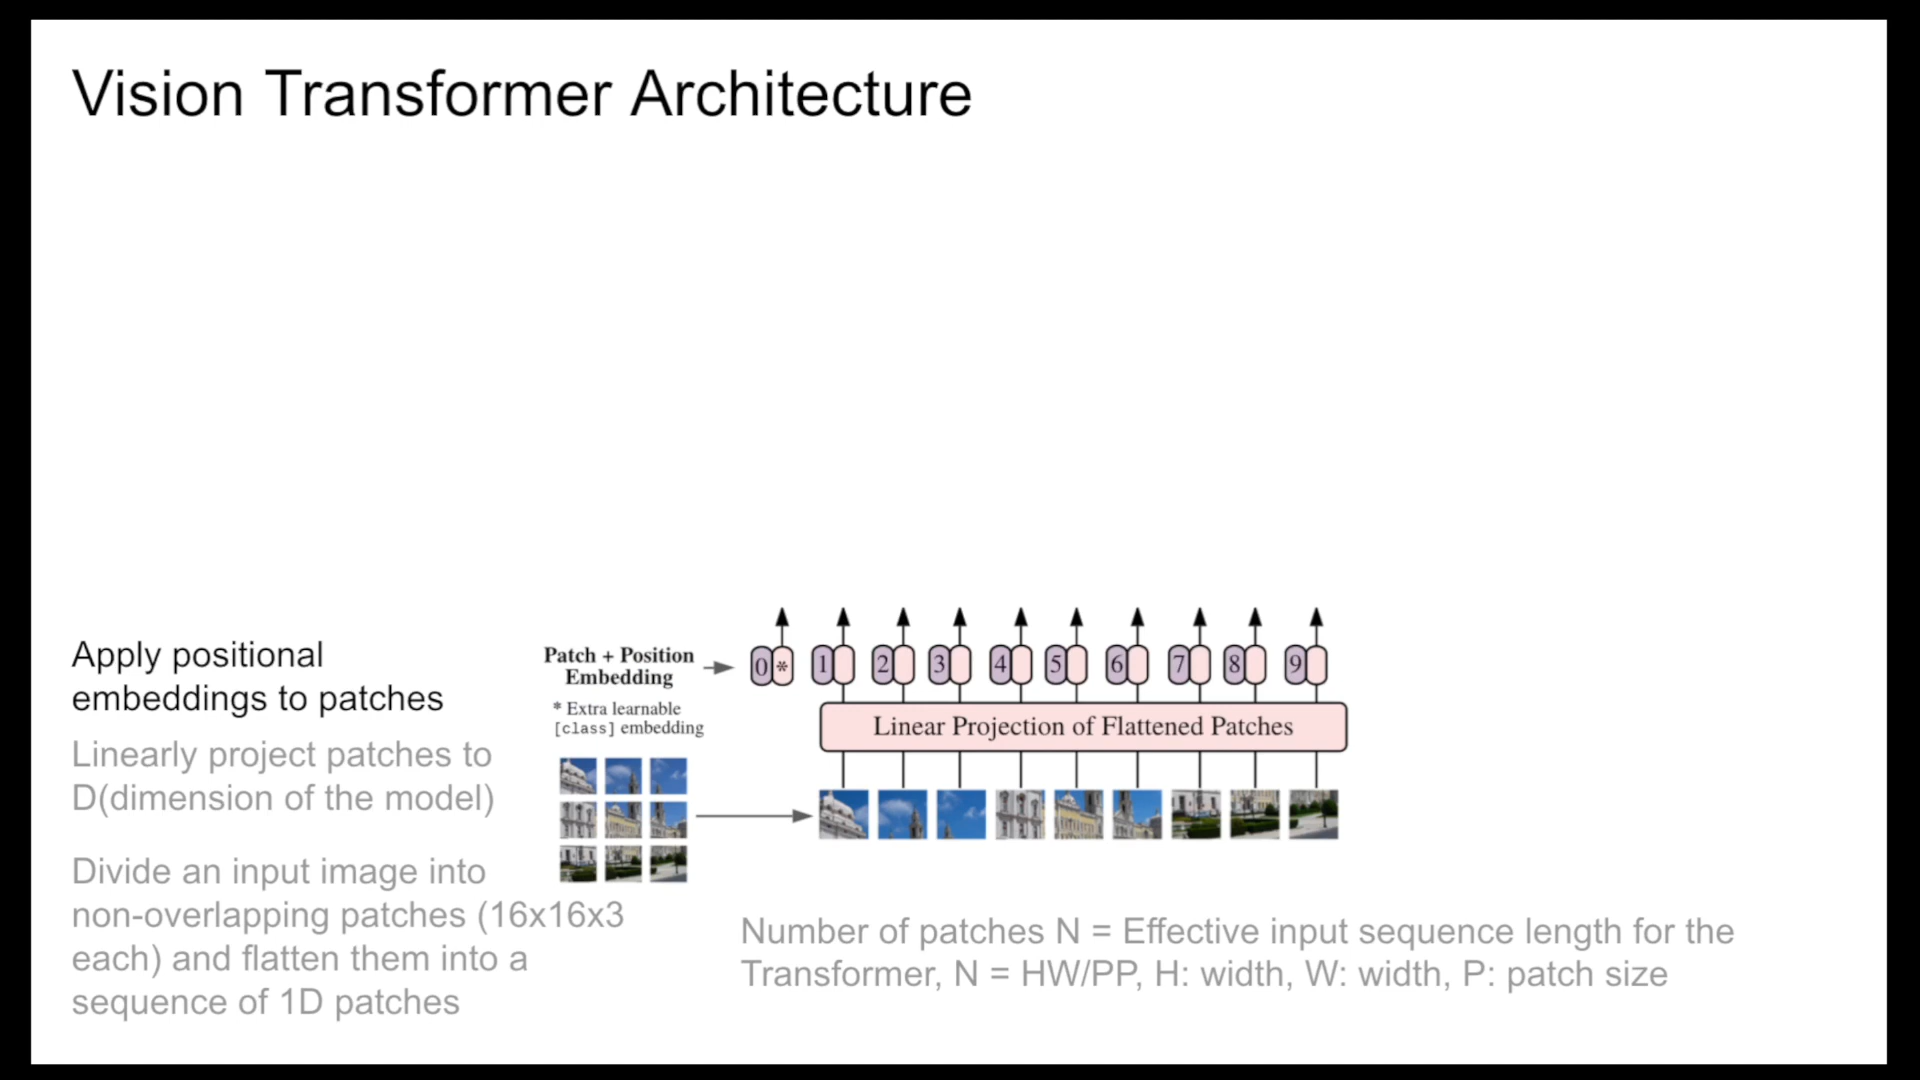 Vision Transformer Architecture
Apply positional
embeddings to patches
Linearly project patches to
D(dimension of the model)
Divide an input image into
non-overlapping patches (16x16x3
each) and flatten them into a
sequence of 1D patches
Patch + Position
Embedding
* Extra learnable
[class] embedding
0 * 1 2 3 4 5 6 7 8 9
Linear Projection of Flattened Patches
Number of patches N = Effective input sequence length for the
Transformer, N = HW/PP, H: width, W: width, P: patch size